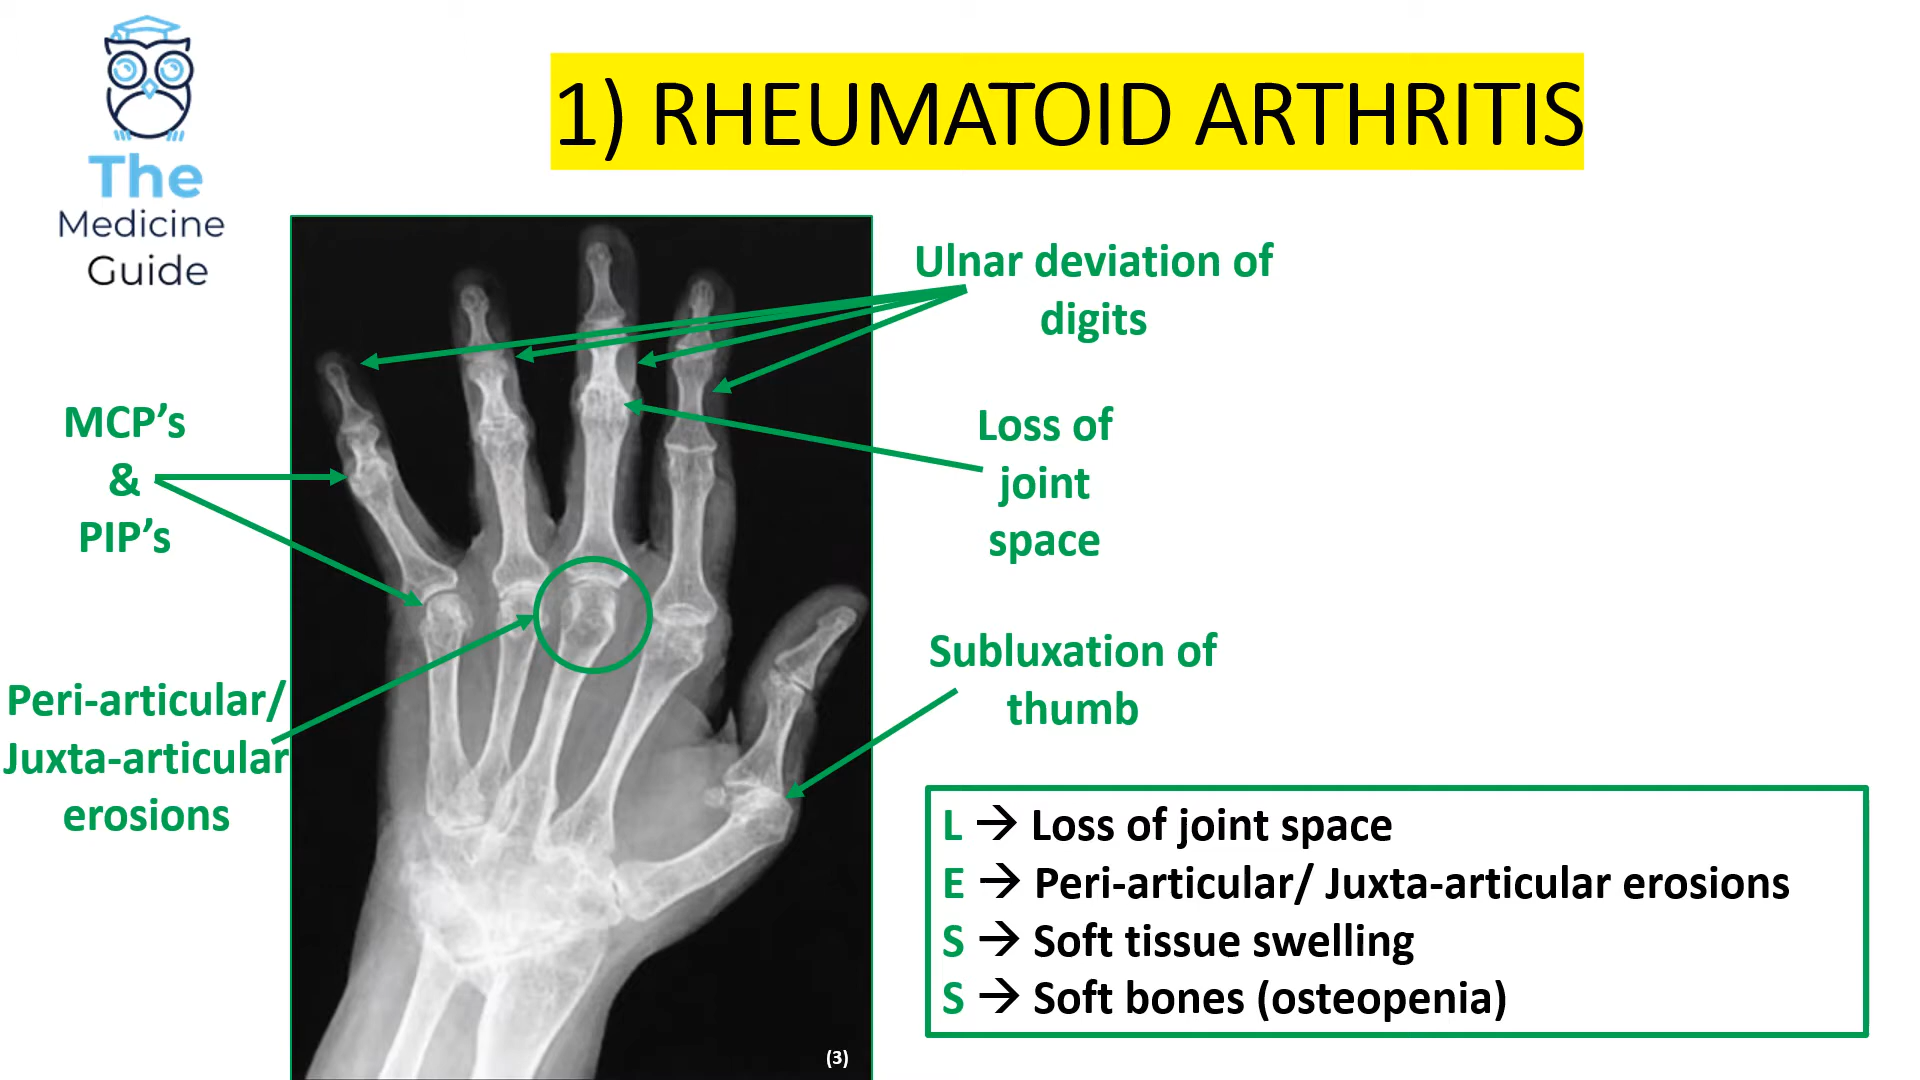 The
Medicine
Guide
1) RHEUMATOID ARTHRITIS
Ulnar deviation of
digits
MCP’s
&
PIP’s
Loss of
joint
space
Peri-articular/
Juxta-articular
erosions
Subluxation of
thumb
L → Loss of joint space
E → Peri-articular/ Juxta-articular erosions
S → Soft tissue swelling
S → Soft bones (osteopenia)
(3)